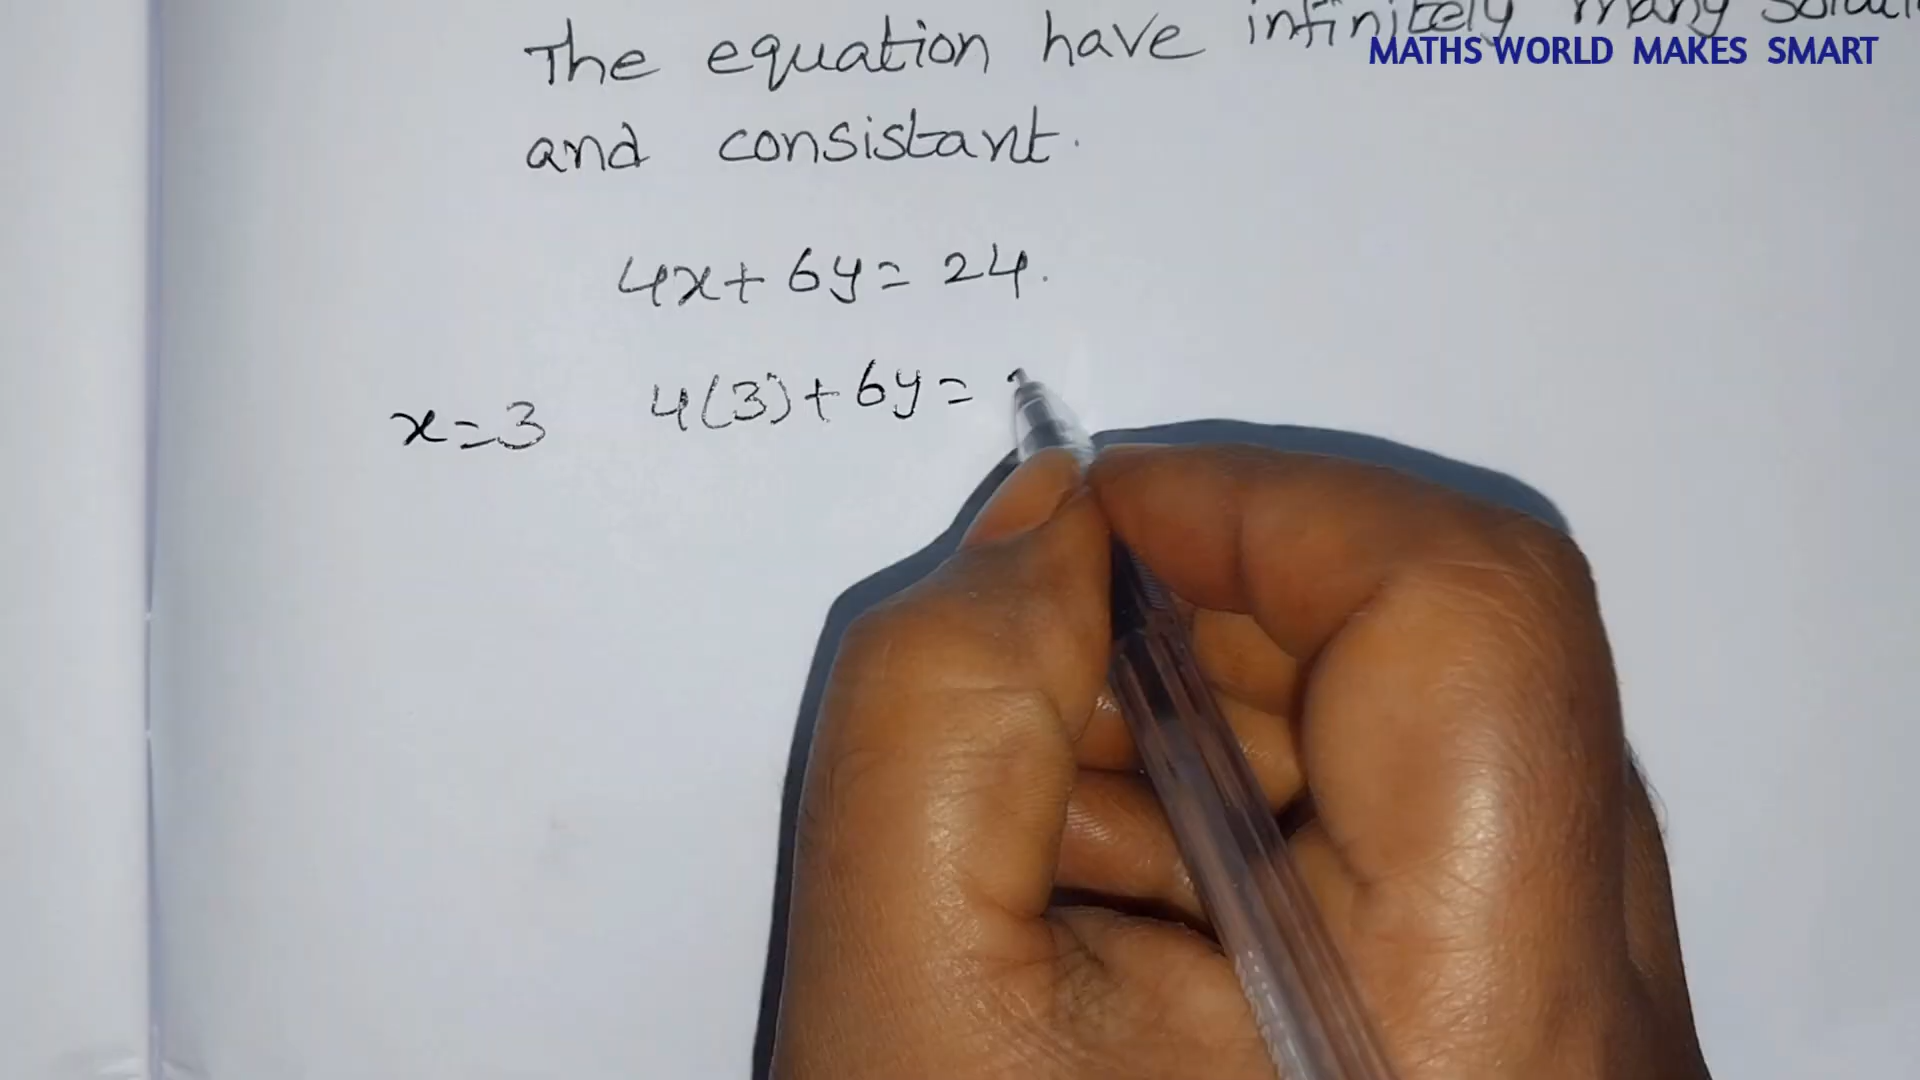 The equation have infinitely many
MATHS WORLD MAKES SMART
and consistant.
4x + 6y = 24.
x = 3 4(3) + 6y =